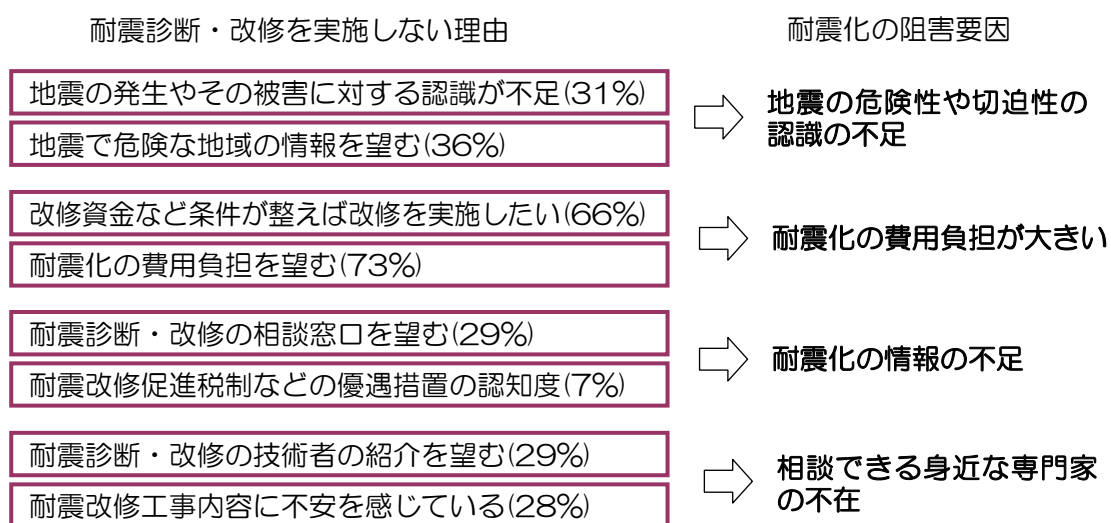 耐震診断・改修を実施しない理由
耐震化の阻害要因
地震の発生やその被害に対する認識が不足(31%)
地震で危険な地域の情報を望む(36%)
地震の危険性や切迫性の
認識の不足
改修資金など条件が整えば改修を実施したい(66%)
耐震化の費用負担を望む(73%)
耐震化の費用負担が大きい
耐震診断・改修の相談窓口を望む(29%)
耐震改修促進税制などの優遇措置の認知度(7%)
耐震化の情報の不足
耐震診断・改修の技術者の紹介を望む(29%)
耐震改修工事内容に不安を感じている(28%)
相談できる身近な専門家
の不在